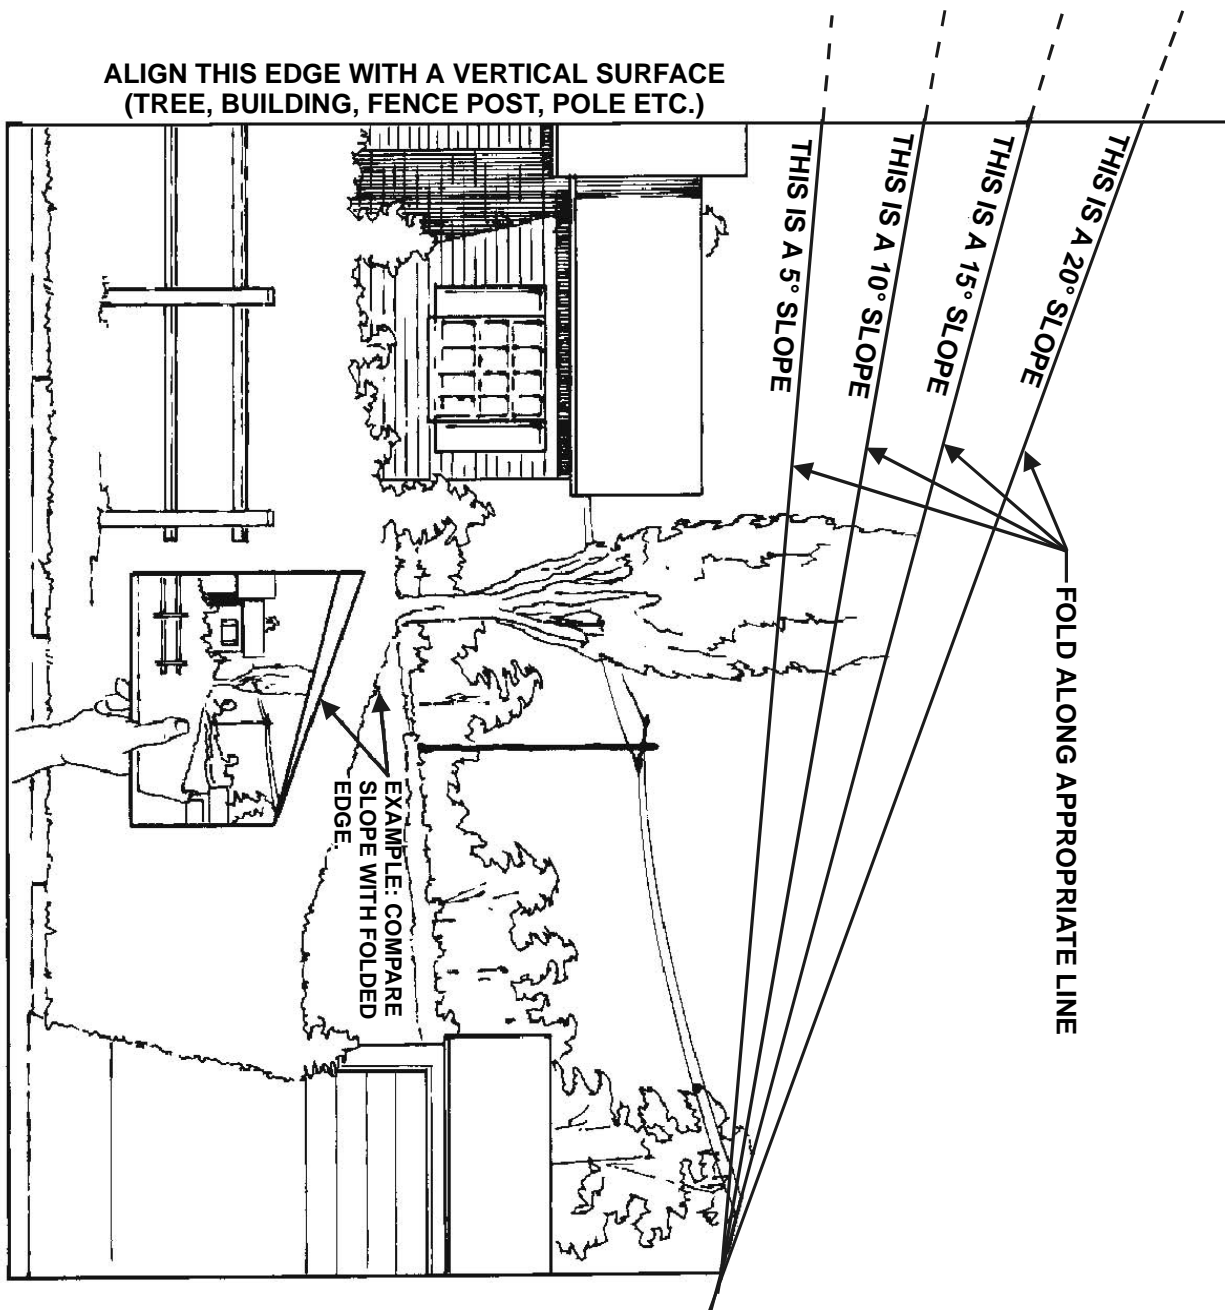 ALIGN THIS EDGE WITH A VERTICAL SURFACE
(TREE, BUILDING, FENCE POST, POLE ETC.)
THIS IS A 5° SLOPE
THIS IS A 10° SLOPE
THIS IS A 15° SLOPE
THIS IS A 20° SLOPE
FOLD ALONG APPROPRIATE LINE
EXAMPLE: COMPARE
SLOPE WITH FOLDED
EDGE.